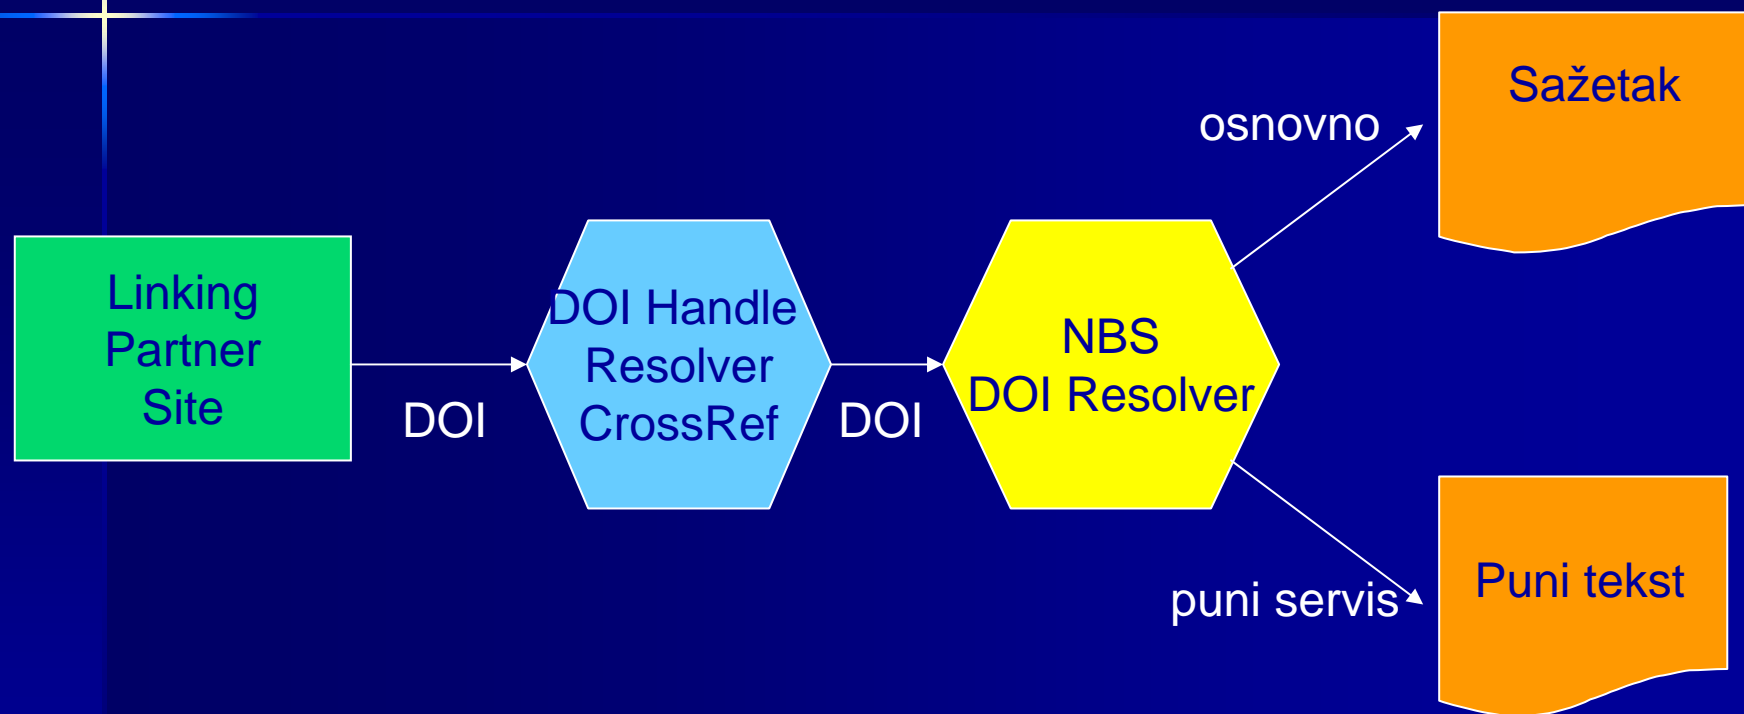 Linking
Partner
Site
DOI
DOI Handle
Resolver
CrossRef
DOI
NBS
DOI Resolver
osnovno
Sažetak
puni servis
Puni tekst